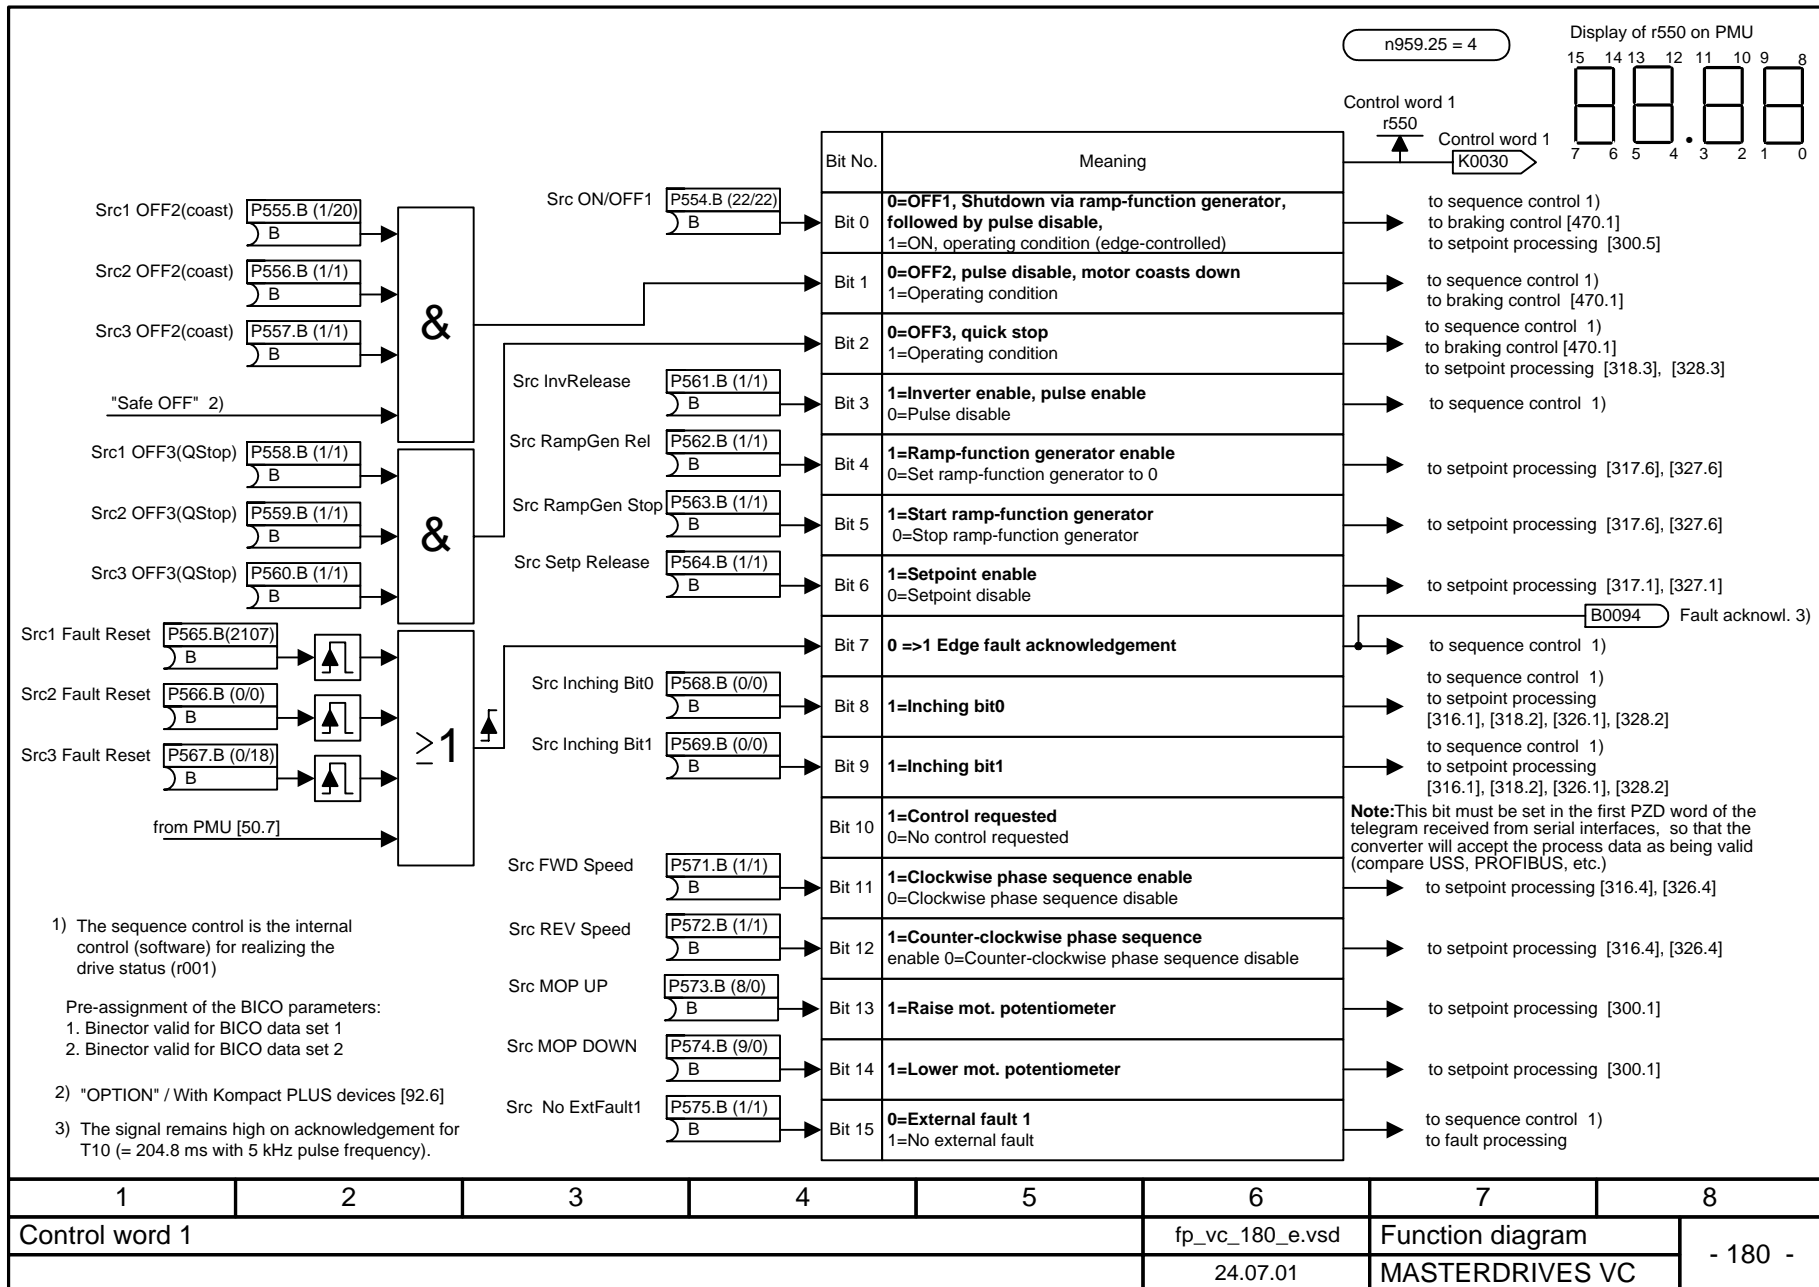 n959.25 = 4
Display of r550 on PMU
15 14 13 12 11 10 9 8
7 6 5 4 3 2 1 0
Control word 1
r550
Control word 1
K0030
Bit No.
Meaning
Src1 OFF2(coast)
P555.B (1/20)
B
Src2 OFF2(coast)
P556.B (1/1)
B
Src3 OFF2(coast)
P557.B (1/1)
B
"Safe OFF" 2)
&
Src1 OFF3(QStop)
P558.B (1/1)
B
Src2 OFF3(QStop)
P559.B (1/1)
B
Src3 OFF3(QStop)
P560.B (1/1)
B
&
Src1 Fault Reset
P565.B(2107)
B
Src2 Fault Reset
P566.B (0/0)
B
Src3 Fault Reset
P567.B (0/18)
B
from PMU [50.7]
≥1
Src ON/OFF1
P554.B (22/22)
B
Bit 0
0=OFF1, Shutdown via ramp-function generator,
followed by pulse disable,
1=ON, operating condition (edge-controlled)
to sequence control 1)
to braking control [470.1]
to setpoint processing [300.5]
Bit 1
0=OFF2, pulse disable, motor coasts down
1=Operating condition
to sequence control 1)
to braking control [470.1]
Bit 2
0=OFF3, quick stop
1=Operating condition
to sequence control 1)
to braking control [470.1]
to setpoint processing [318.3], [328.3]
Src InvRelease
P561.B (1/1)
B
Bit 3
1=Inverter enable, pulse enable
0=Pulse disable
to sequence control 1)
Src RampGen Rel
P562.B (1/1)
B
Bit 4
1=Ramp-function generator enable
0=Set ramp-function generator to 0
to setpoint processing [317.6], [327.6]
Src RampGen Stop
P563.B (1/1)
B
Bit 5
1=Start ramp-function generator
0=Stop ramp-function generator
to setpoint processing [317.6], [327.6]
Src Setp Release
P564.B (1/1)
B
Bit 6
1=Setpoint enable
0=Setpoint disable
to setpoint processing [317.1], [327.1]
B0094
Fault acknowl. 3)
Bit 7
0 =>1 Edge fault acknowledgement
to sequence control 1)
Src Inching Bit0
P568.B (0/0)
B
Bit 8
1=Inching bit0
to sequence control 1)
to setpoint processing
[316.1], [318.2], [326.1], [328.2]
Src Inching Bit1
P569.B (0/0)
B
Bit 9
1=Inching bit1
to sequence control 1)
to setpoint processing
[316.1], [318.2], [326.1], [328.2]
Bit 10
1=Control requested
0=No control requested
Note:This bit must be set in the first PZD word of the
telegram received from serial interfaces, so that the
converter will accept the process data as being valid
(compare USS, PROFIBUS, etc.)
Src FWD Speed
P571.B (1/1)
B
Bit 11
1=Clockwise phase sequence enable
0=Clockwise phase sequence disable
to setpoint processing [316.4], [326.4]
Src REV Speed
P572.B (1/1)
B
Bit 12
1=Counter-clockwise phase sequence
enable 0=Counter-clockwise phase sequence disable
to setpoint processing [316.4], [326.4]
Src MOP UP
P573.B (8/0)
B
Bit 13
1=Raise mot. potentiometer
to setpoint processing [300.1]
Src MOP DOWN
P574.B (9/0)
B
Bit 14
1=Lower mot. potentiometer
to setpoint processing [300.1]
Src No ExtFault1
P575.B (1/1)
B
Bit 15
0=External fault 1
1=No external fault
to sequence control 1)
to fault processing
1) The sequence control is the internal
control (software) for realizing the
drive status (r001)
Pre-assignment of the BICO parameters:
1. Binector valid for BICO data set 1
2. Binector valid for BICO data set 2
2) "OPTION" / With Kompact PLUS devices [92.6]
3) The signal remains high on acknowledgement for
T10 (= 204.8 ms with 5 kHz pulse frequency).
1 2 3 4 5 6 7 8
Control word 1
fp_vc_180_e.vsd
Function diagram
- 180 -
24.07.01
MASTERDRIVES VC